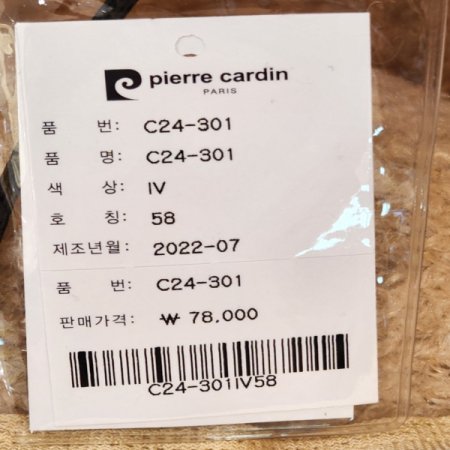 pierre cardin
PARIS
품 번: C24-301
품 명: C24-301
색 상: IV
호 칭: 58
제조년월: 2022-07
품 번: C24-301
판매가격: ₩ 78,000
C24-301IV58